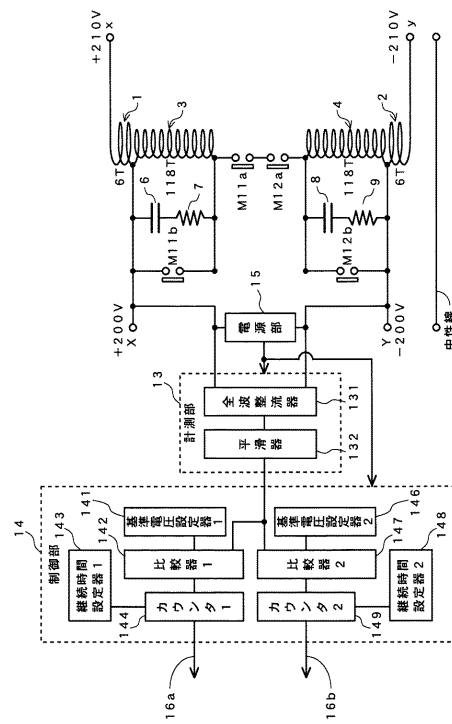 +210V
x
-210V
y
1
3
4
2
6T
118T
118T
6T
6
7
8
9
M11a
M12a
M11b
M12b
+200V
X
15
電源部
Y
-200V
中性線
13
計測部
全波整流器
131
平滑器
132
14
制御部
143
142
141
基準電圧設定器1
基準電圧設定器2
146
比較器1
比較器2
147
継続時間設定器1
カウンタ1
144
カウンタ2
149
継続時間設定器2
148
16a
16b